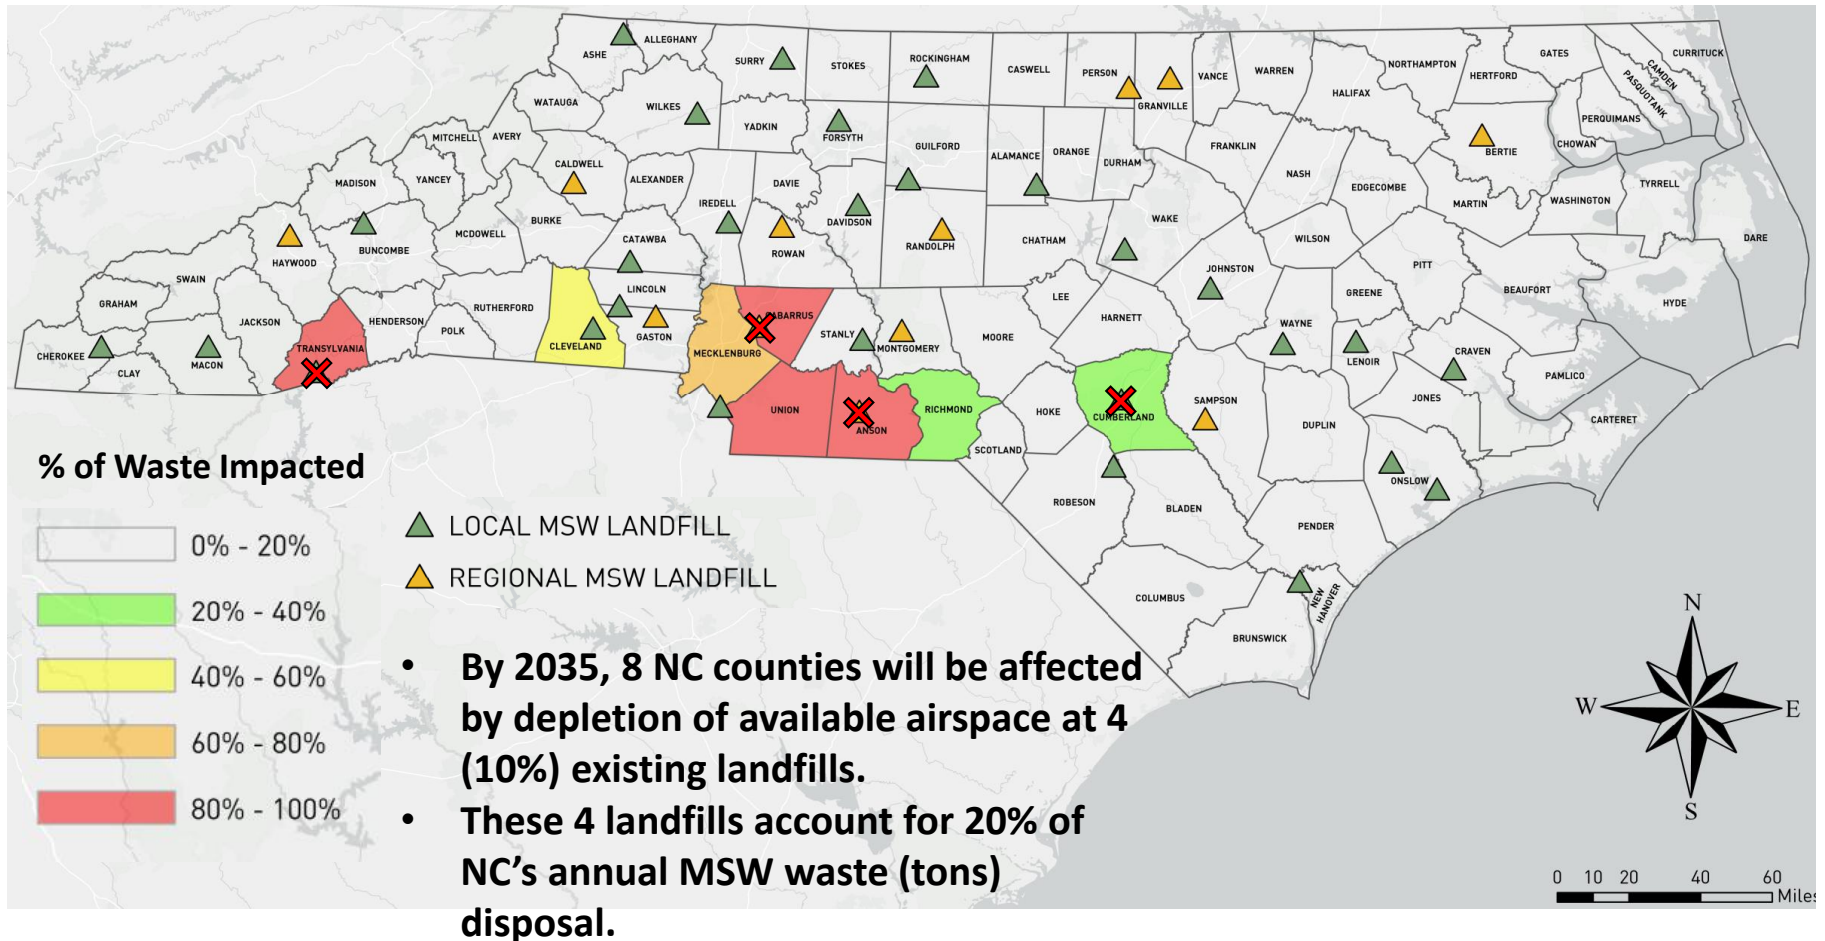 ASHE
ALLEGHANY
SURRY
STOKES
ROCKINGHAM
CASWELL
PERSON
GRANVILLE
VANCE
WARREN
HALIFAX
NORTHAMPTON
HERTFORD
GATES
CURRITUCK
CAMDEN
PASQUOTANK
PERQUIMANS
CHOWAN
BERTIE
WATAUGA
WILKES
YADKIN
FORSYTH
GUILFORD
ALAMANCE
ORANGE
DURHAM
FRANKLIN
NASH
EDGECOMBE
MARTIN
WASHINGTON
TYRRELL
DARE
MITCHELL
AVERY
CALDWELL
ALEXANDER
DAVIE
IREDELL
DAVIDSON
RANDOLPH
CHATHAM
WAKE
WILSON
PITT
BEAUFORT
HYDE
MADISON
YANCEY
BURKE
MCDOWELL
CATAWBA
ROWAN
BUNCOMBE
HAYWOOD
SWAIN
GRAHAM
JACKSON
CHEROKEE
CLAY
MACON
TRANSYLVANIA
HENDERSON
POLK
RUTHERFORD
CLEVELAND
LINCOLN
GASTON
MECKLENBURG
CABARRUS
STANLY
MONTGOMERY
MOORE
LEE
HARNETT
JOHNSTON
WAYNE
GREENE
LENOIR
CRAVEN
PAMLICO
JONES
CARTERET
UNION
ANSON
RICHMOND
SCOTLAND
HOKE
CUMBERLAND
SAMPSON
DUPLIN
ONSLOW
ROBESON
BLADEN
PENDER
COLUMBUS
BRUNSWICK
NEW
HANOVER
% of Waste Impacted
0% - 20%
20% - 40%
40% - 60%
60% - 80%
80% - 100%
LOCAL MSW LANDFILL
REGIONAL MSW LANDFILL
• By 2035, 8 NC counties will be affected
by depletion of available airspace at 4
(10%) existing landfills.
• These 4 landfills account for 20% of
NC’s annual MSW waste (tons)
disposal.
N
W
E
S
0 10 20 40 60
Miles